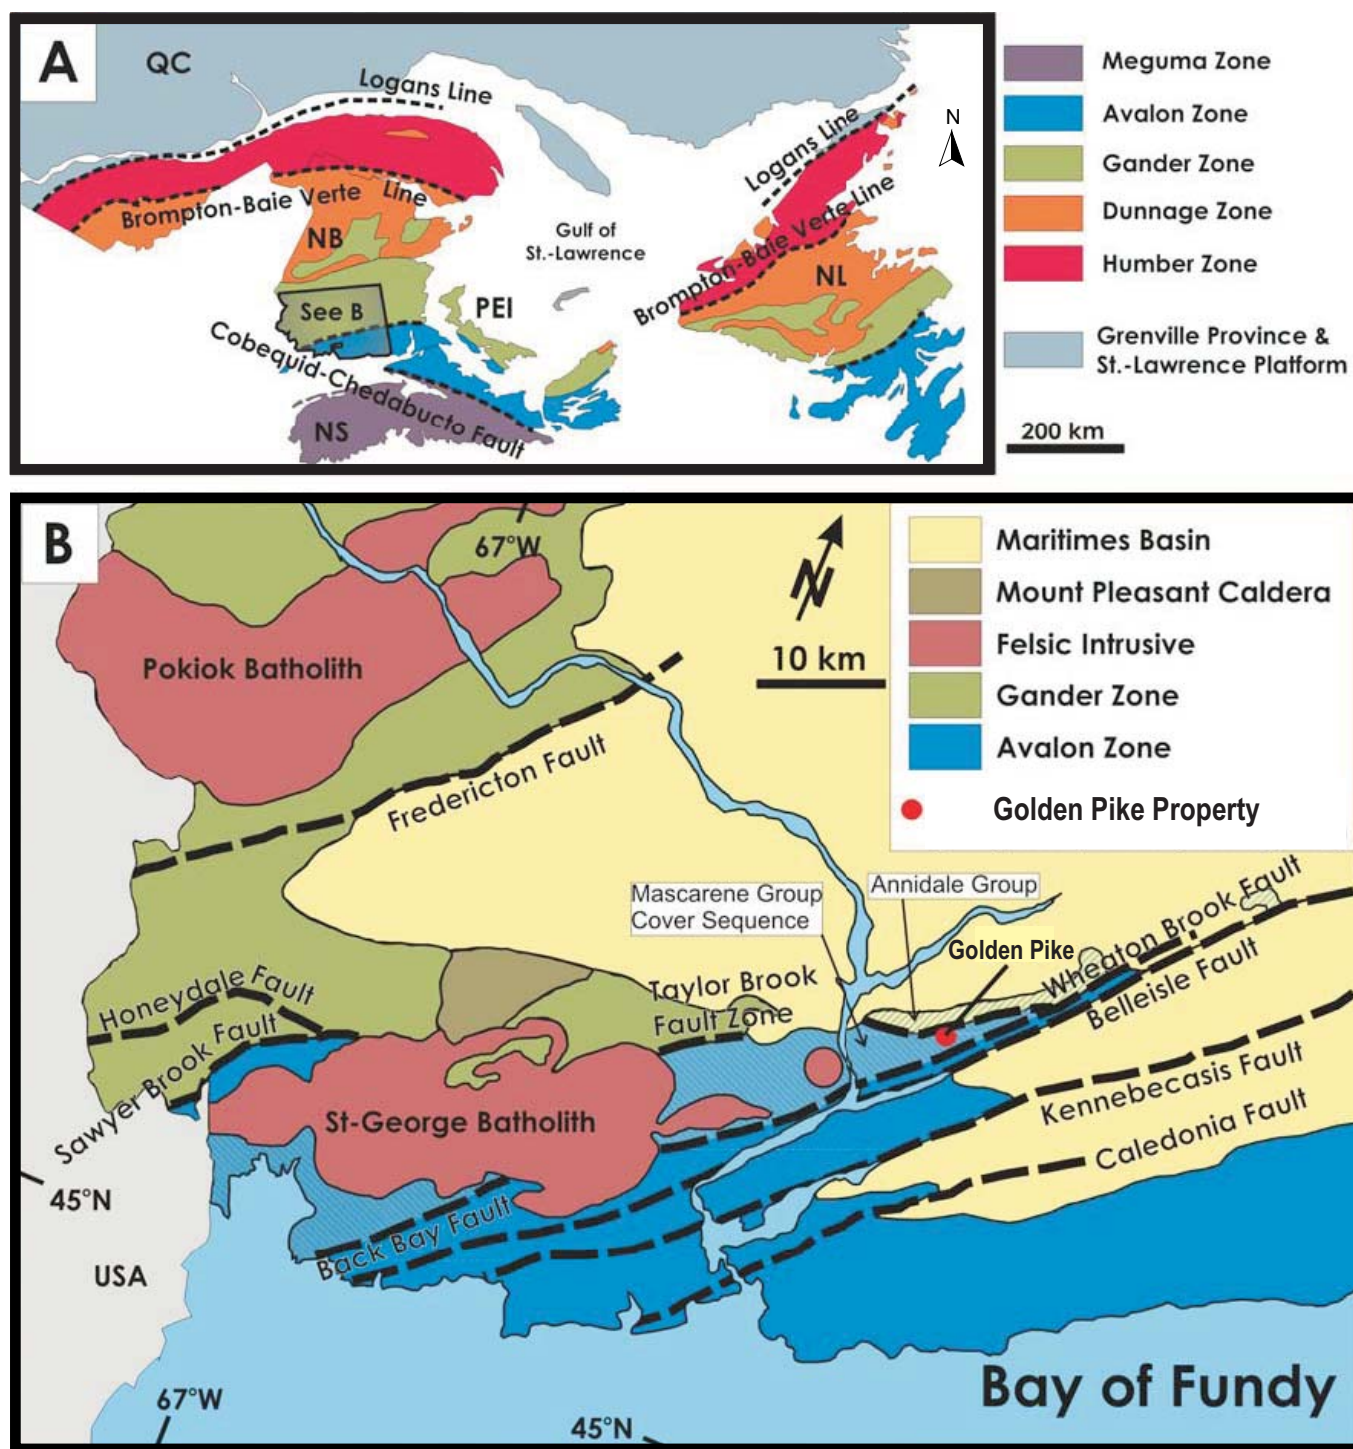 A
QC
Logans Line
Brompton-Baie Verte Line
NB
Gulf of
St.-Lawrence
See B
PEI
Cobequid-Chedabucto Fault
NS
Logans Line
Brompton-Baie Verte Line
NL
N
Meguma Zone
Avalon Zone
Gander Zone
Dunnage Zone
Humber Zone
Grenville Province &
St.-Lawrence Platform
200 km
B
67°W
N
10 km
Maritimes Basin
Mount Pleasant Caldera
Felsic Intrusive
Gander Zone
Avalon Zone
Golden Pike Property
Pokiok Batholith
Fredericton Fault
Mascarene Group
Cover Sequence
Annidale Group
Golden Pike
Wheaton Brook Fault
Belleisle Fault
Taylor Brook
Fault Zone
Honeydale Fault
Sawyer Brook Fault
St-George Batholith
Kennebecasis Fault
Caledonia Fault
Back Bay Fault
45°N
USA
67°W
45°N
Bay of Fundy